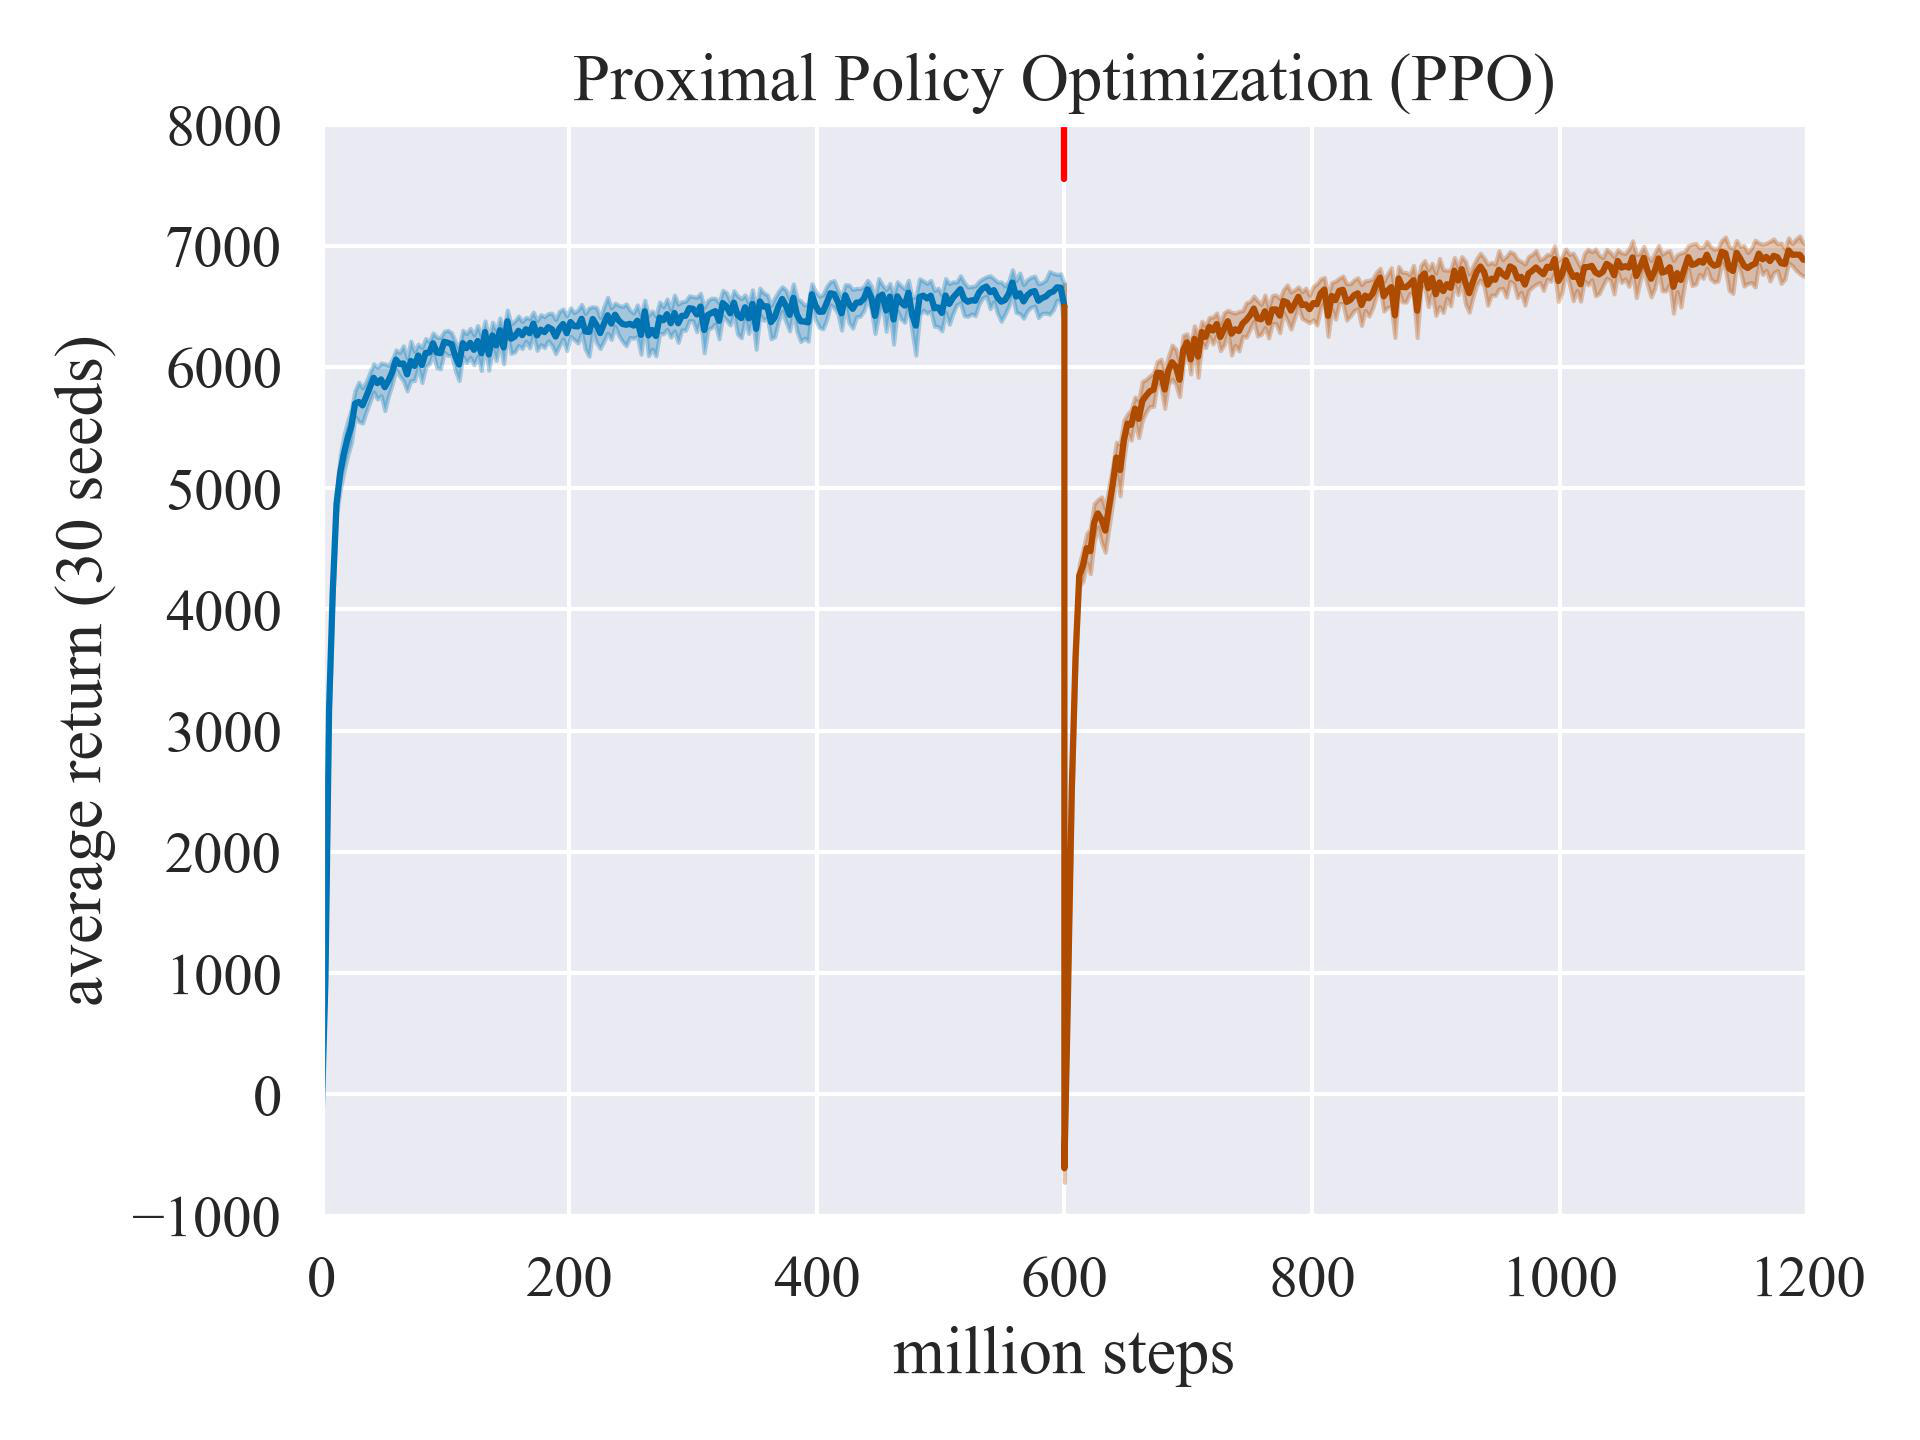 Proximal Policy Optimization (PPO)
8000
7000
6000
5000
4000
3000
2000
1000
0
−1000
average return (30 seeds)
0 200 400 600 800 1000 1200
million steps